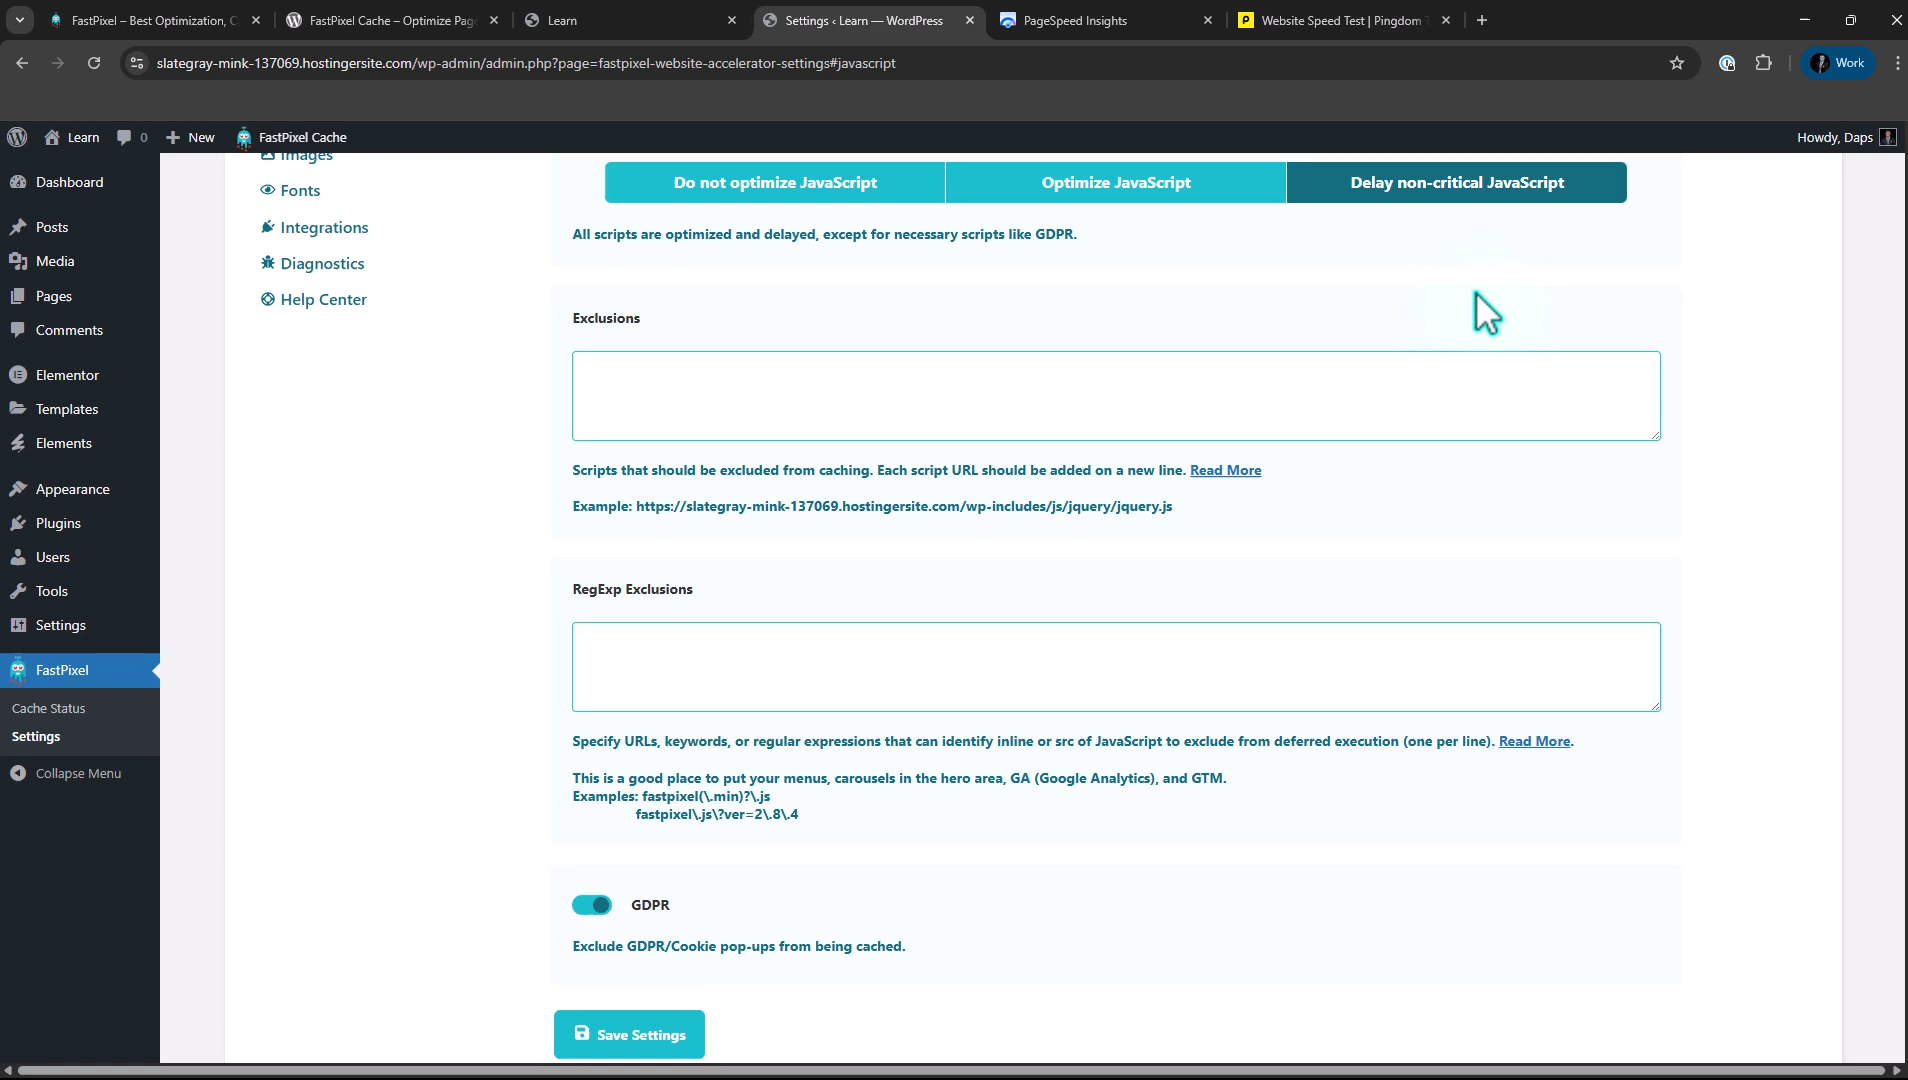 FastPixel – Best Optimization, C
FastPixel Cache – Optimize Pag
Learn
Settings ‹ Learn — WordPress
PageSpeed Insights
Website Speed Test | Pingdom T
slategray-mink-137069.hostingersite.com/wp-admin/admin.php?page=fastpixel-website-accelerator-settings#javascript
Work
Learn
0
New
FastPixel Cache
Howdy, Daps
Dashboard
Posts
Media
Pages
Comments
Elementor
Templates
Elements
Appearance
Plugins
Users
Tools
Settings
FastPixel
Cache Status
Settings
Collapse Menu
Images
Fonts
Integrations
Diagnostics
Help Center
Do not optimize JavaScript
Optimize JavaScript
Delay non-critical JavaScript
All scripts are optimized and delayed, except for necessary scripts like GDPR.
Exclusions
Scripts that should be excluded from caching. Each script URL should be added on a new line. Read More
Example: https://slategray-mink-137069.hostingersite.com/wp-includes/js/jquery/jquery.js
RegExp Exclusions
Specify URLs, keywords, or regular expressions that can identify inline or src of JavaScript to exclude from deferred execution (one per line). Read More.
This is a good place to put your menus, carousels in the hero area, GA (Google Analytics), and GTM.
Examples: fastpixel(\.min)?\.js
fastpixel\.js\?ver=2\.8\.4
GDPR
Exclude GDPR/Cookie pop-ups from being cached.
Save Settings